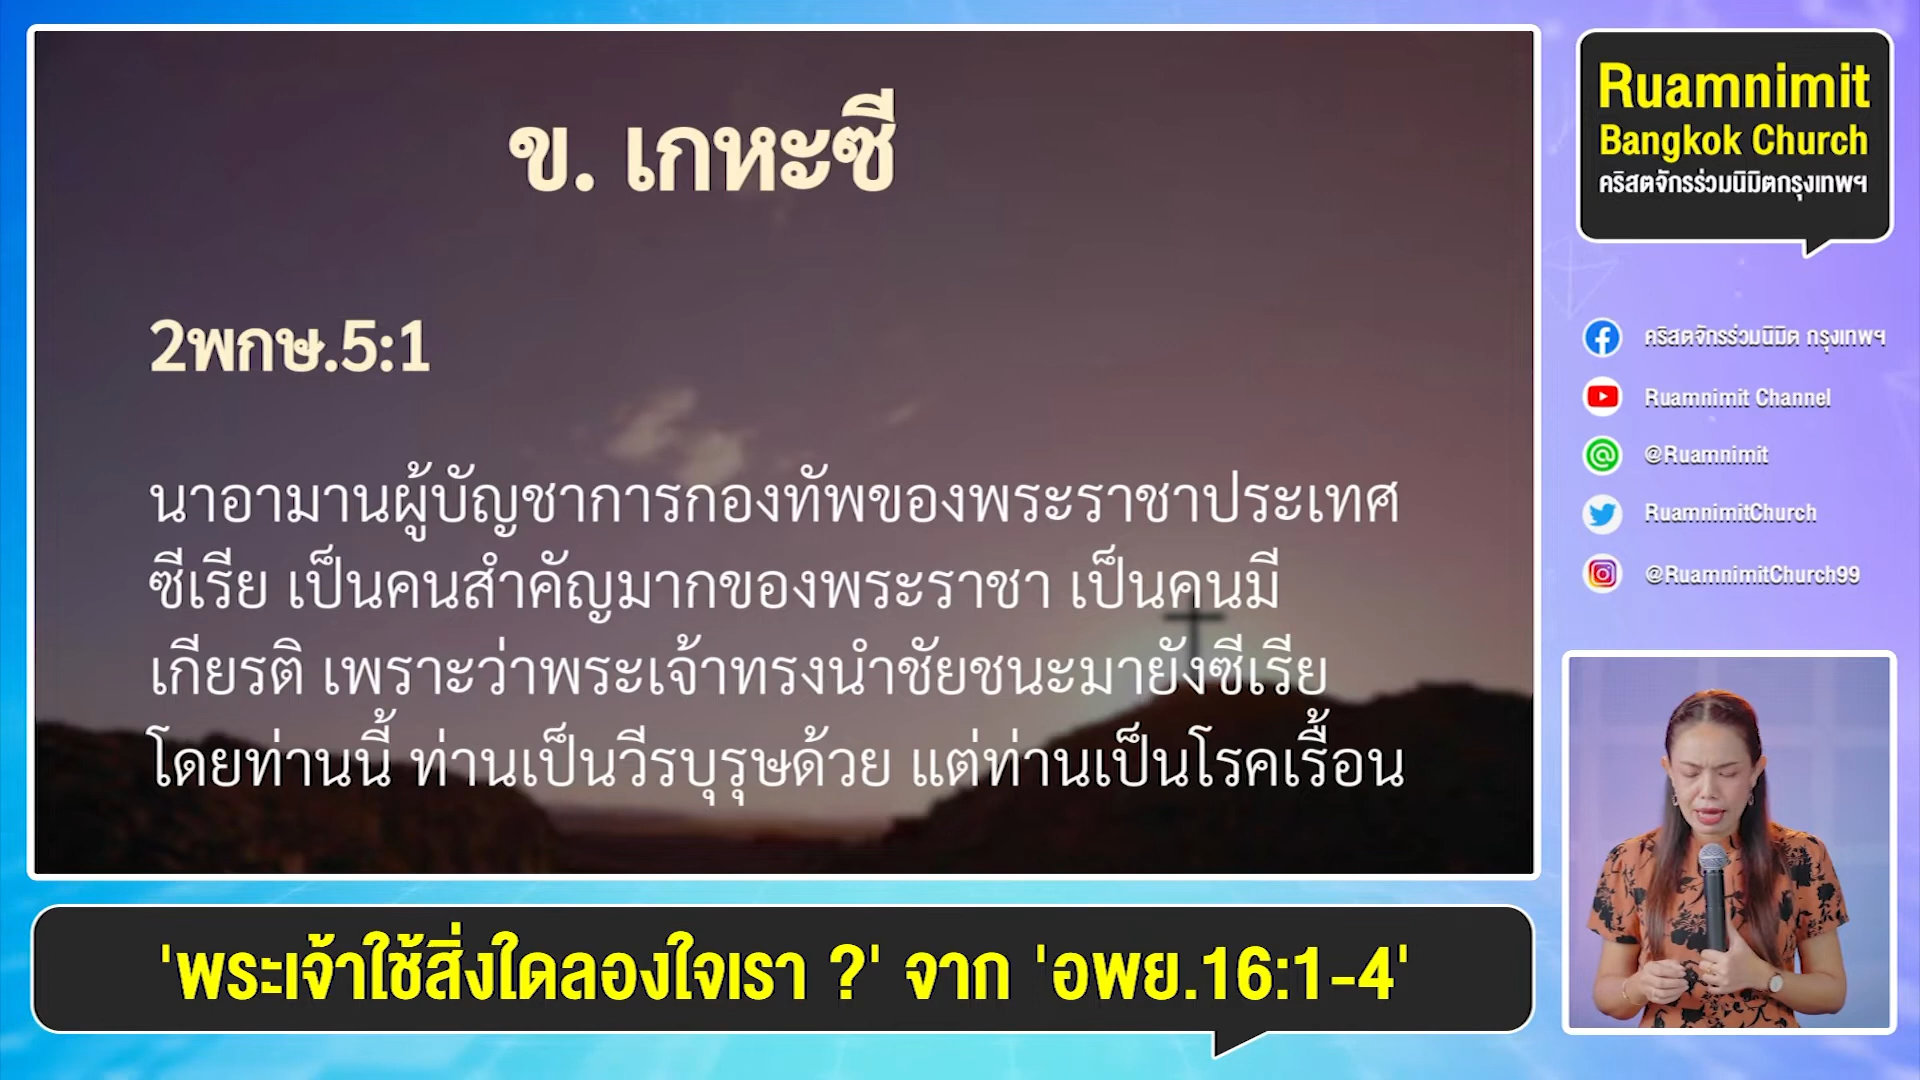 ข. เกหะซี
2พกษ.5:1
นาอามานผู้บัญชาการกองทัพของพระราชาประเทศ
ซีเรีย เป็นคนสำคัญมากของพระราชา เป็นคนมี
เกียรติ เพราะว่าพระเจ้าทรงนำชัยชนะมายังซีเรีย
โดยท่านนี้ ท่านเป็นวีรบุรุษด้วย แต่ท่านเป็นโรคเรื้อน
'พระเจ้าใช้สิ่งใดลองใจเรา ?' จาก 'อพย.16:1-4'
Ruamnimit
Bangkok Church
คริสตจักรร่วมนิมิตกรุงเทพฯ
คริสตจักรร่วมนิมิต กรุงเทพฯ
Ruamnimit Channel
@Ruamnimit
RuamnimitChurch
@RuamnimitChurch99